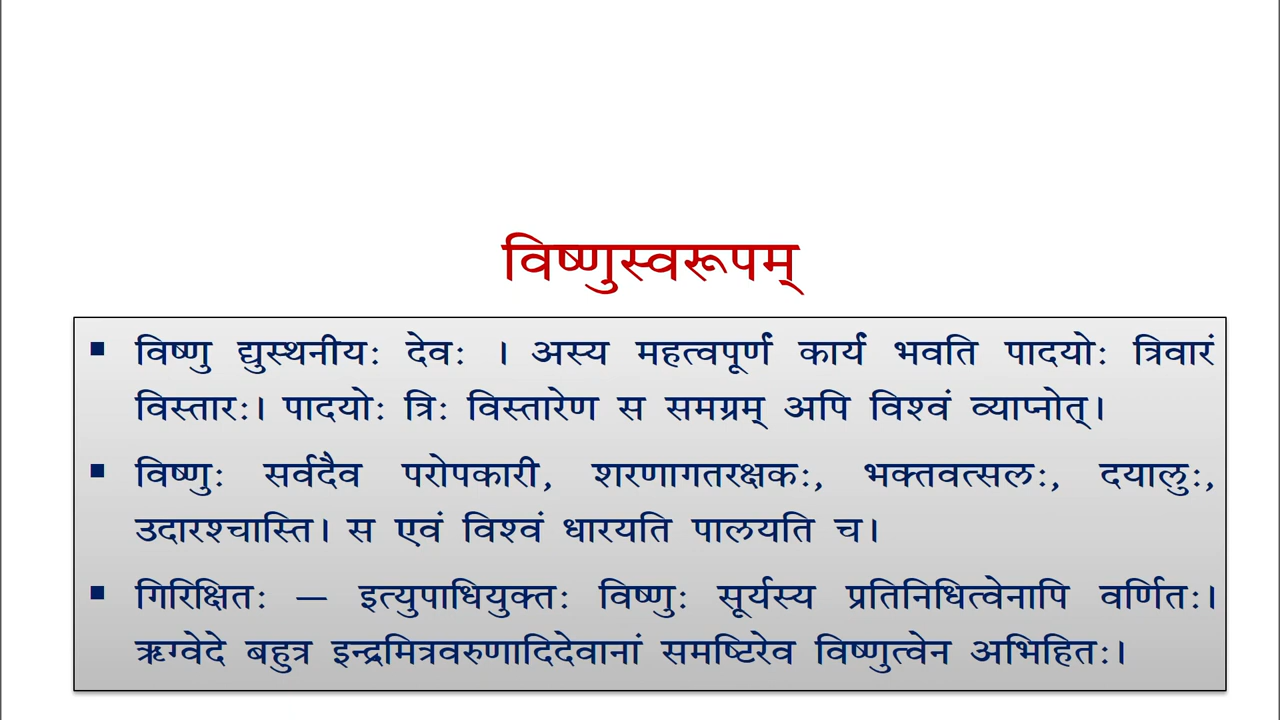 विष्णुस्वरूपम्
▪ विष्णु द्युस्थनीयः देवः । अस्य महत्वपूर्णं कार्यं भवति पादयोः त्रिवारं
विस्तारः। पादयोः त्रिः विस्तारेण स समग्रम् अपि विश्वं व्याप्नोत्।
▪ विष्णुः सर्वदैव परोपकारी, शरणागतरक्षकः, भक्तवत्सलः, दयालुः,
उदारश्चास्ति। स एवं विश्वं धारयति पालयति च।
▪ गिरिक्षितः — इत्युपाधियुक्तः विष्णुः सूर्यस्य प्रतिनिधित्वेनापि वर्णितः।
ऋग्वेदे बहुत्र इन्द्रमित्रवरुणादिदेवानां समष्टिरेव विष्णुत्वेन अभिहितः।